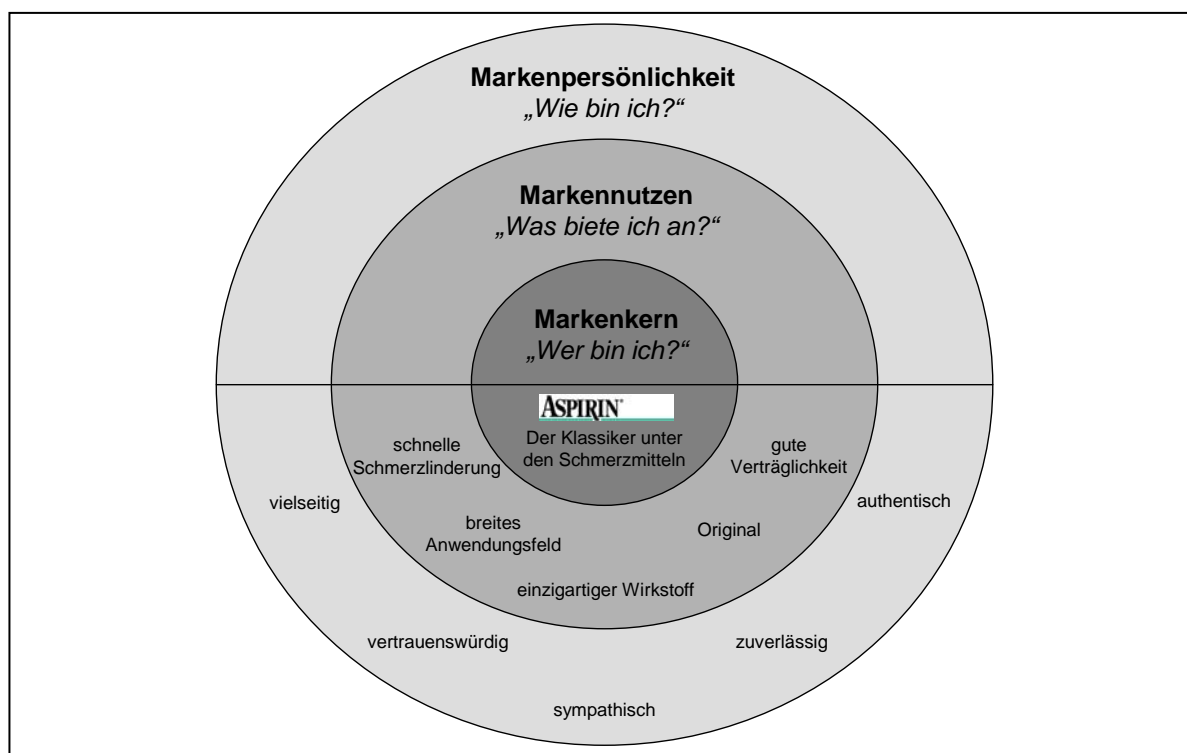 Markenpersönlichkeit
„Wie bin ich?“
Markennutzen
„Was biete ich an?“
Markenkern
„Wer bin ich?“
ASPIRIN®
Der Klassiker unter
den Schmerzmitteln
schnelle
Schmerzlinderung
gute
Verträglichkeit
vielseitig
authentisch
breites
Anwendungsfeld
Original
einzigartiger Wirkstoff
vertrauenswürdig
zuverlässig
sympathisch